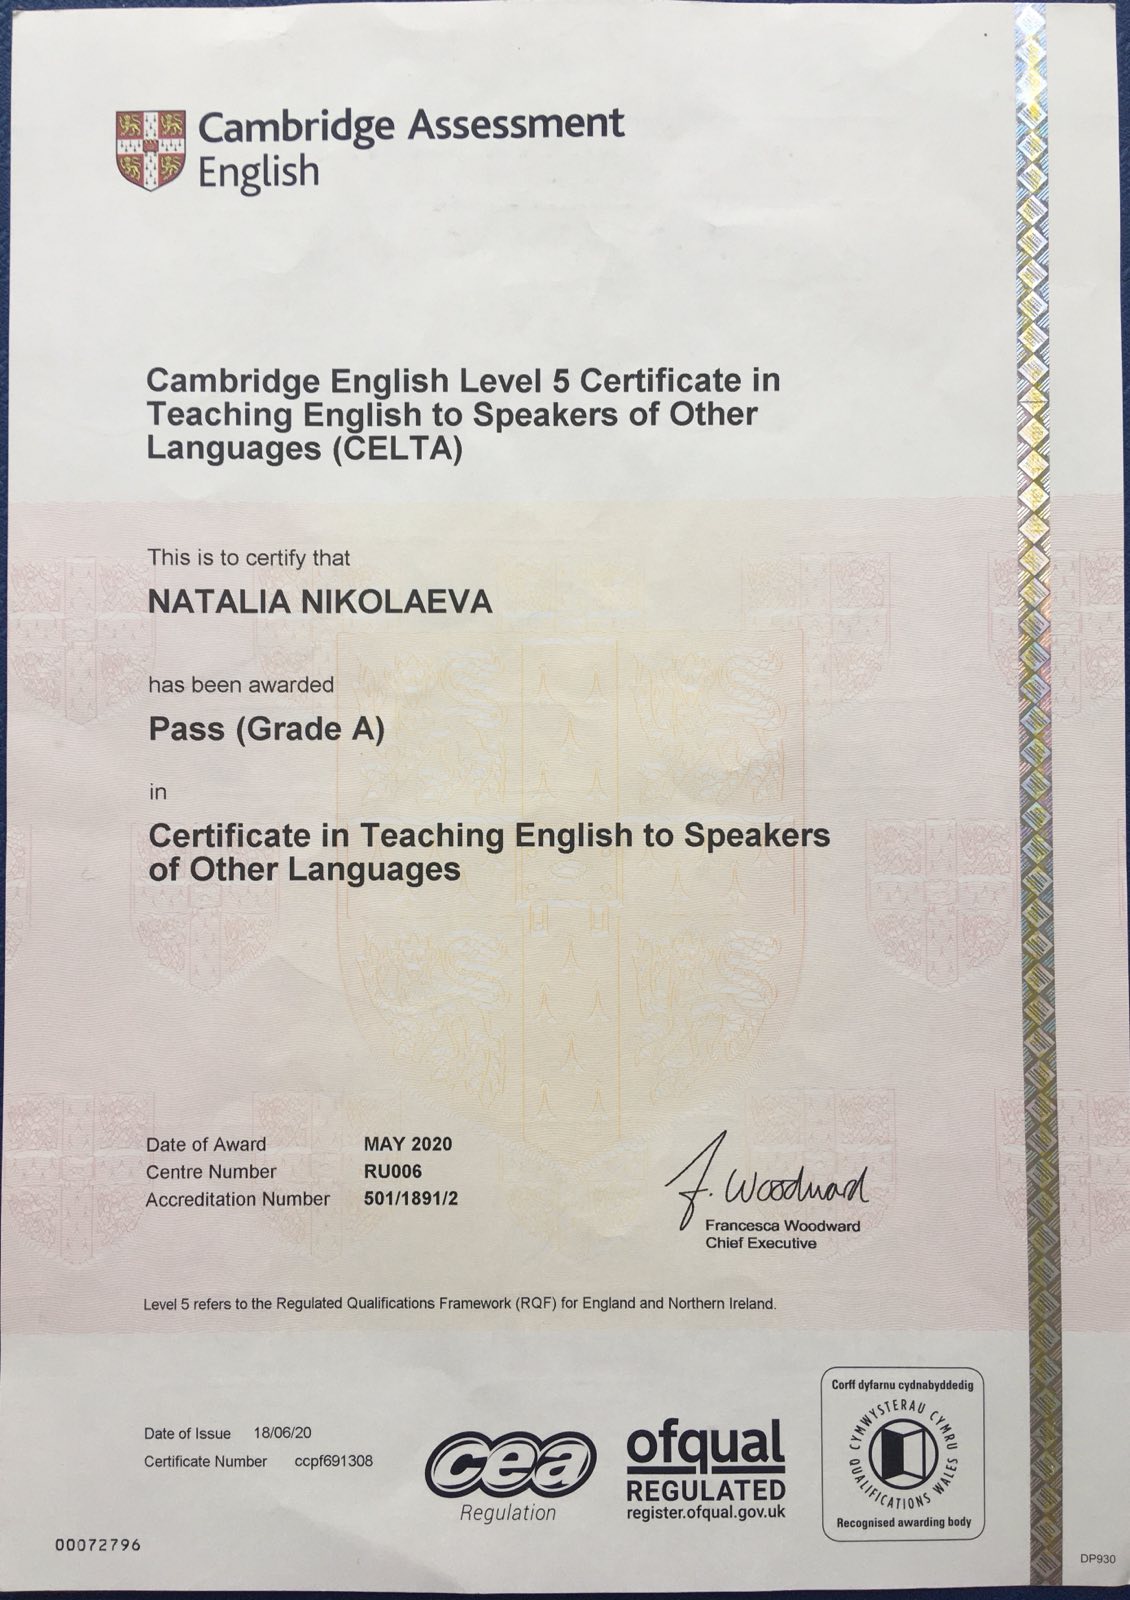 Cambridge Assessment
English
Cambridge English Level 5 Certificate in
Teaching English to Speakers of Other
Languages (CELTA)
This is to certify that
NATALIA NIKOLAEVA
has been awarded
Pass (Grade A)
in
Certificate in Teaching English to Speakers
of Other Languages
Date of Award MAY 2020
Centre Number RU006
Accreditation Number 501/1891/2
F. Woodward
Francesca Woodward
Chief Executive
Level 5 refers to the Regulated Qualifications Framework (RQF) for England and Northern Ireland.
Date of Issue 18/06/20
Certificate Number ccpf691308
cea
Regulation
ofqual
REGULATED
register.ofqual.gov.uk
Corff dyfarnu cydnabyddedig
CYMWYSTERAU CYMRU
QUALIFICATIONS WALES
Recognised awarding body
00072796
DP930